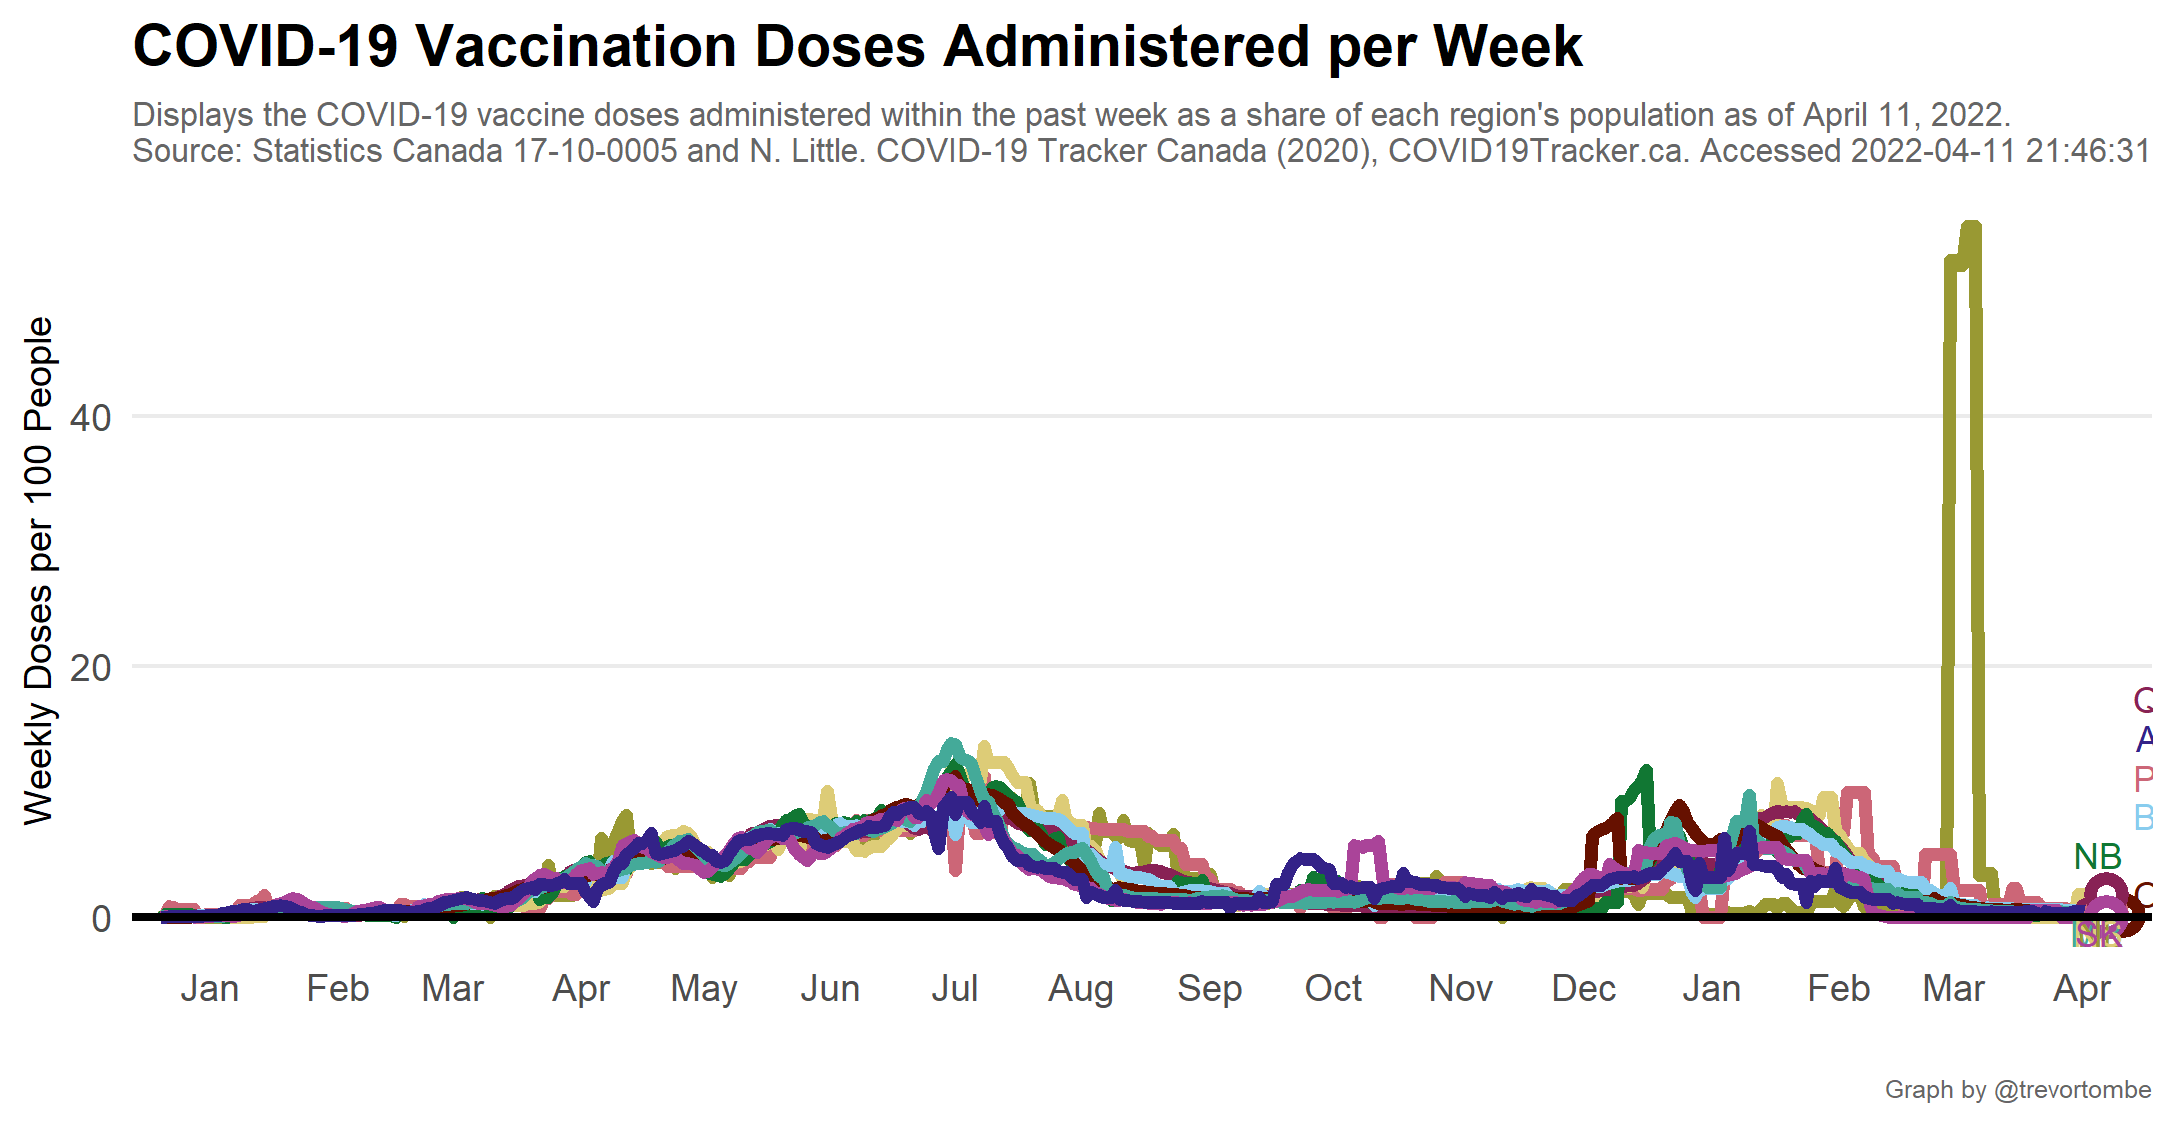 COVID-19 Vaccination Doses Administered per Week
Displays the COVID-19 vaccine doses administered within the past week as a share of each region's population as of April 11, 2022.
Source: Statistics Canada 17-10-0005 and N. Little. COVID-19 Tracker Canada (2020), COVID19Tracker.ca. Accessed 2022-04-11 21:46:31
Weekly Doses per 100 People
40
20
0
NB
SK
Jan Feb Mar Apr May Jun Jul Aug Sep Oct Nov Dec Jan Feb Mar Apr
Graph by @trevortombe